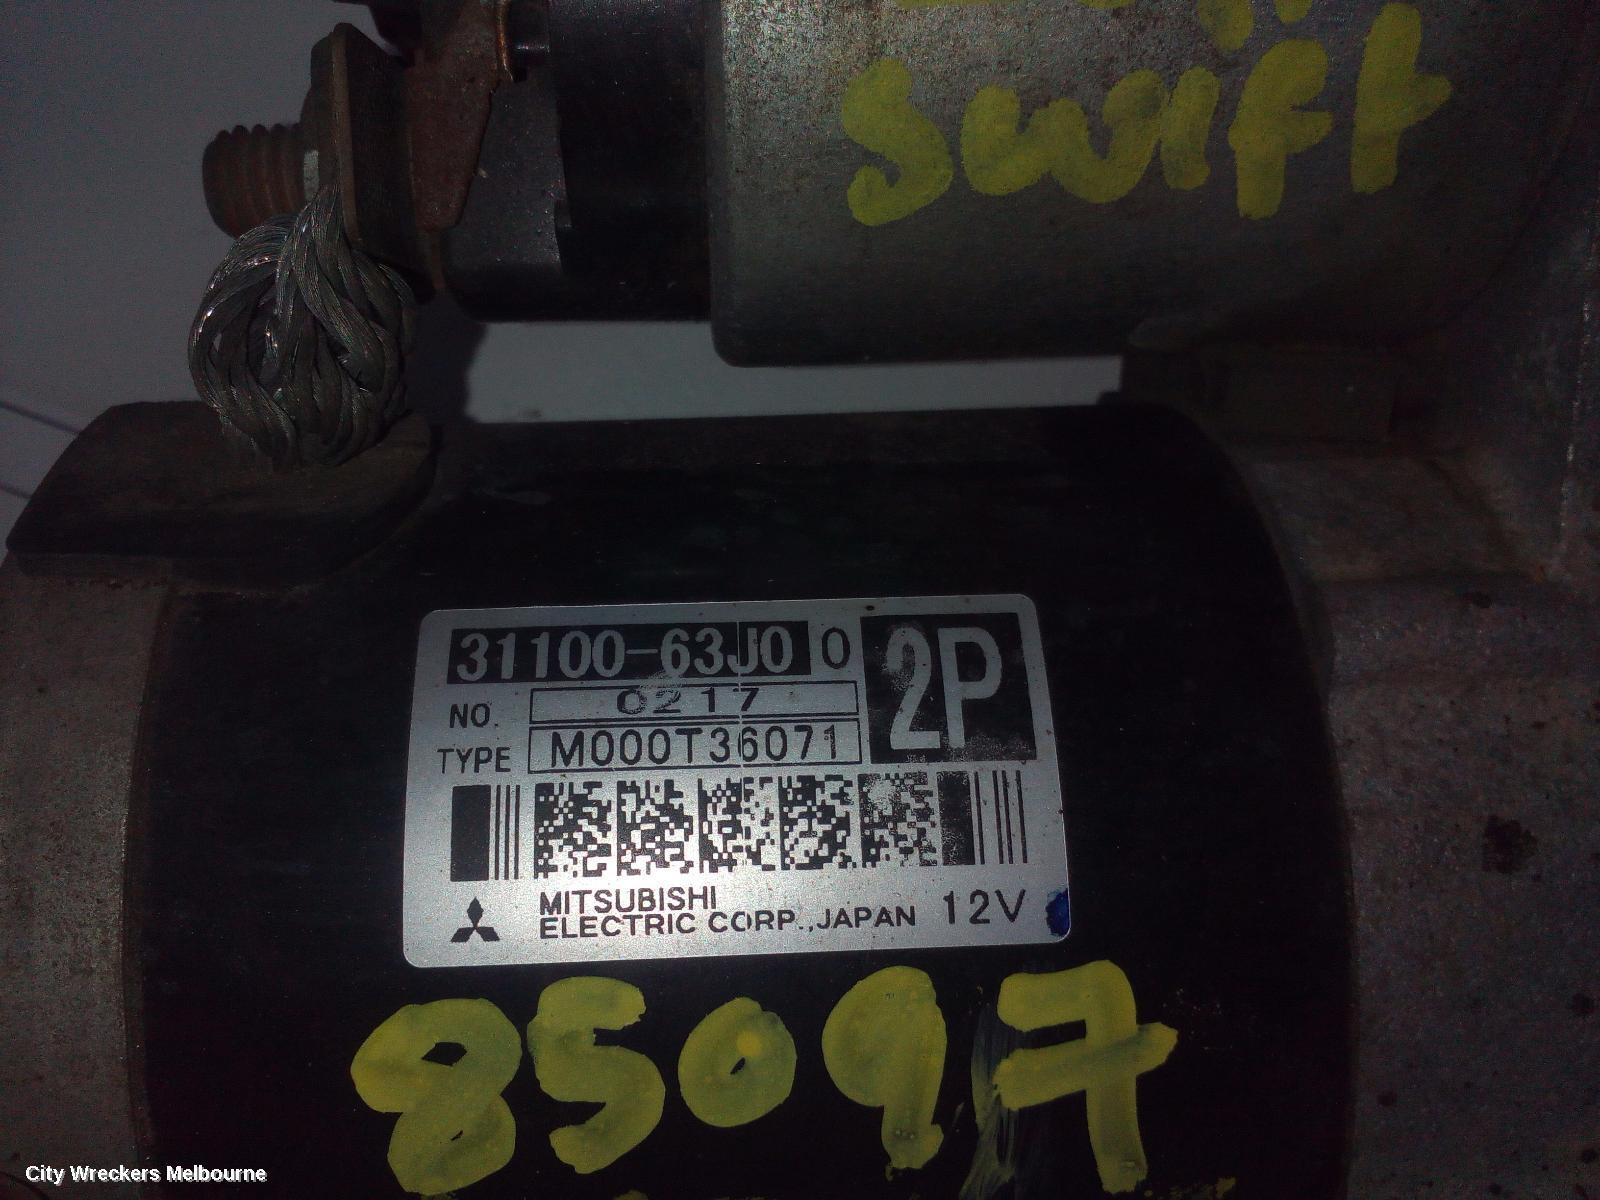 Swift
31100-63J0 0
2P
NO. 0217
TYPE M000T36071
MITSUBISHI
ELECTRIC CORP.,JAPAN 12V
85097
City Wreckers Melbourne